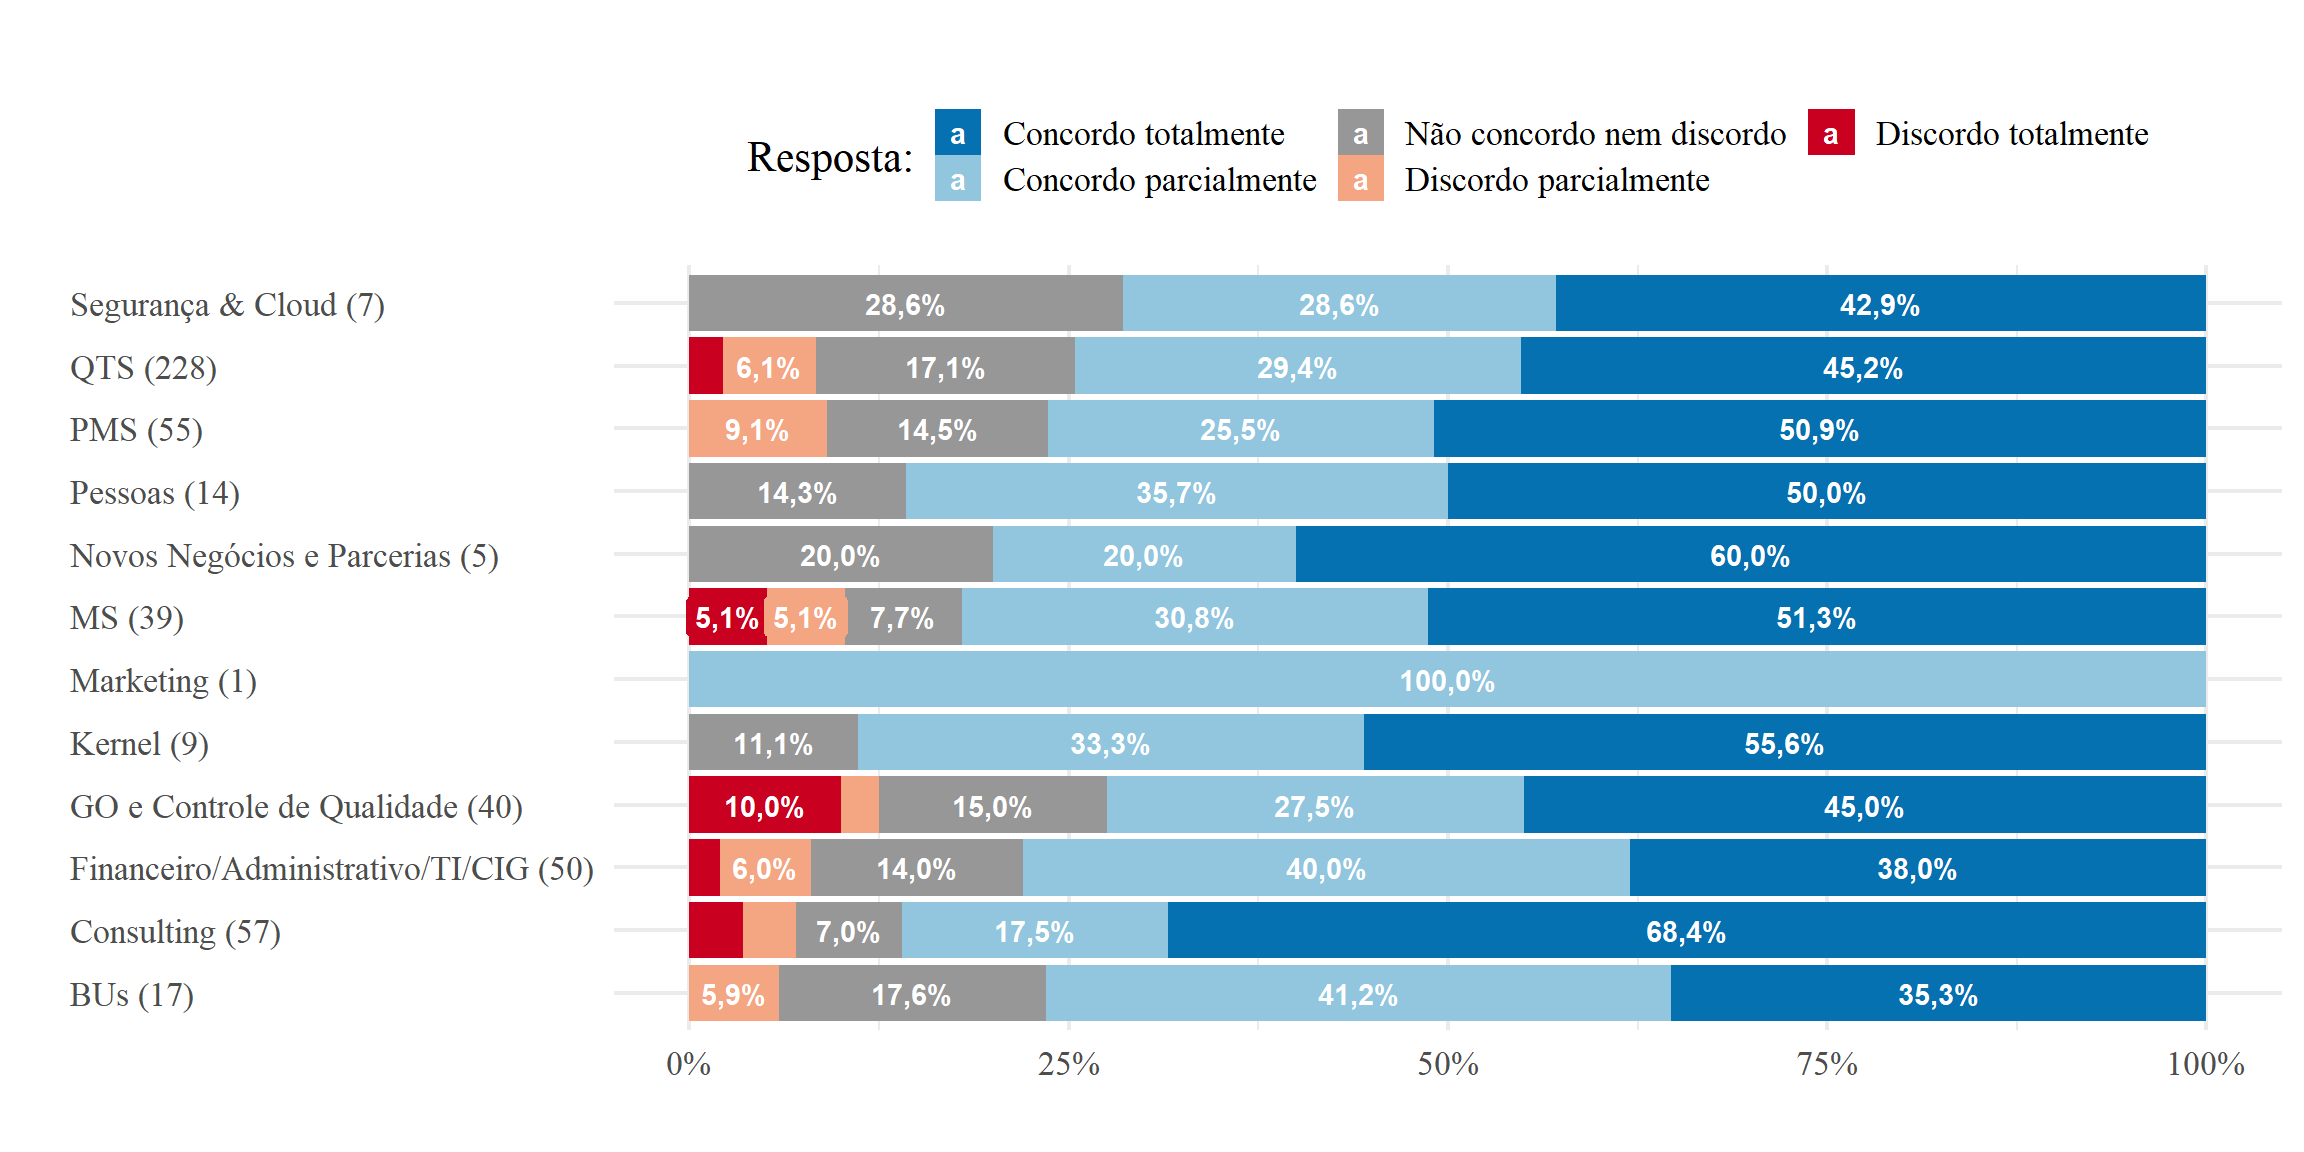 Resposta:
a Concordo totalmente a Não concordo nem discordo a Discordo totalmente
a Concordo parcialmente a Discordo parcialmente
Segurança & Cloud (7) 28,6% 28,6% 42,9%
QTS (228) 6,1% 17,1% 29,4% 45,2%
PMS (55) 9,1% 14,5% 25,5% 50,9%
Pessoas (14) 14,3% 35,7% 50,0%
Novos Negócios e Parcerias (5) 20,0% 20,0% 60,0%
MS (39) 5,1% 5,1% 7,7% 30,8% 51,3%
Marketing (1) 100,0%
Kernel (9) 11,1% 33,3% 55,6%
GO e Controle de Qualidade (40) 10,0% 15,0% 27,5% 45,0%
Financeiro/Administrativo/TI/CIG (50) 6,0% 14,0% 40,0% 38,0%
Consulting (57) 7,0% 17,5% 68,4%
BUs (17) 5,9% 17,6% 41,2% 35,3%
0% 25% 50% 75% 100%